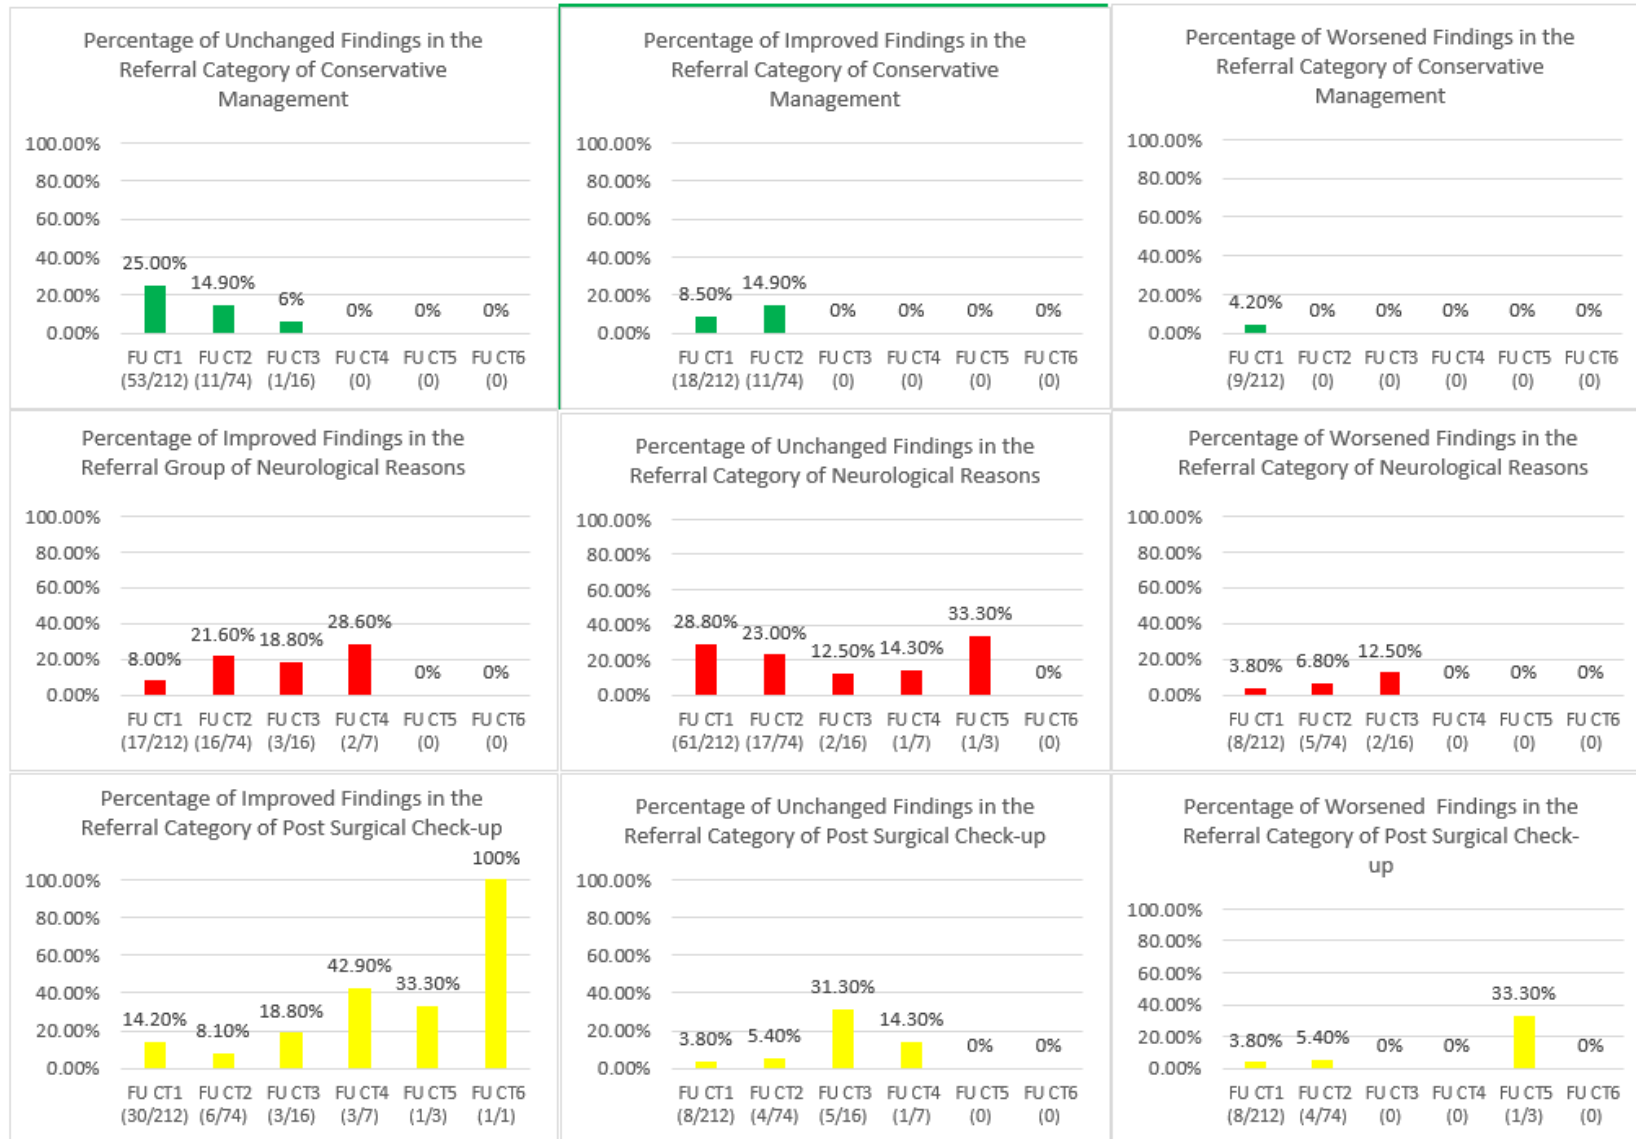 Percentage of Unchanged Findings in the
Referral Category of Conservative
Management
100.00%
80.00%
60.00%
40.00%
20.00%
0.00%
25.00%
14.90%
6%
0%
0%
0%
FU CT1 FU CT2 FU CT3 FU CT4 FU CT5 FU CT6
(53/212) (11/74) (1/16) (0) (0) (0)
Percentage of Improved Findings in the
Referral Category of Conservative
Management
100.00%
80.00%
60.00%
40.00%
20.00%
0.00%
8.50%
14.90%
0%
0%
0%
0%
FU CT1 FU CT2 FU CT3 FU CT4 FU CT5 FU CT6
(18/212) (11/74) (0) (0) (0) (0)
Percentage of Worsened Findings in the
Referral Category of Conservative
Management
100.00%
80.00%
60.00%
40.00%
20.00%
0.00%
4.20%
0%
0%
0%
0%
0%
FU CT1 FU CT2 FU CT3 FU CT4 FU CT5 FU CT6
(9/212) (0) (0) (0) (0) (0)
Percentage of Improved Findings in the
Referral Group of Neurological Reasons
100.00%
80.00%
60.00%
40.00%
20.00%
0.00%
8.00%
21.60%
18.80%
28.60%
0%
0%
FU CT1 FU CT2 FU CT3 FU CT4 FU CT5 FU CT6
(17/212) (16/74) (3/16) (2/7) (0) (0)
Percentage of Unchanged Findings in the
Referral Category of Neurological Reasons
100.00%
80.00%
60.00%
40.00%
20.00%
0.00%
28.80%
23.00%
12.50%
14.30%
33.30%
0%
FU CT1 FU CT2 FU CT3 FU CT4 FU CT5 FU CT6
(61/212) (17/74) (2/16) (1/7) (1/3) (0)
Percentage of Worsened Findings in the
Referral Category of Neurological Reasons
100.00%
80.00%
60.00%
40.00%
20.00%
0.00%
3.80%
6.80%
12.50%
0%
0%
0%
FU CT1 FU CT2 FU CT3 FU CT4 FU CT5 FU CT6
(8/212) (5/74) (2/16) (0) (0) (0)
Percentage of Improved Findings in the
Referral Category of Post Surgical Check-up
100.00%
80.00%
60.00%
40.00%
20.00%
0.00%
14.20%
8.10%
18.80%
42.90%
33.30%
100%
FU CT1 FU CT2 FU CT3 FU CT4 FU CT5 FU CT6
(30/212) (6/74) (3/16) (3/7) (1/3) (1/1)
Percentage of Unchanged Findings in the
Referral Category of Post Surgical Check-up
100.00%
80.00%
60.00%
40.00%
20.00%
0.00%
3.80%
5.40%
31.30%
14.30%
0%
0%
FU CT1 FU CT2 FU CT3 FU CT4 FU CT5 FU CT6
(8/212) (4/74) (5/16) (1/7) (0) (0)
Percentage of Worsened Findings in the
Referral Category of Post Surgical Check-
up
100.00%
80.00%
60.00%
40.00%
20.00%
0.00%
3.80%
5.40%
0%
0%
33.30%
0%
FU CT1 FU CT2 FU CT3 FU CT4 FU CT5 FU CT6
(8/212) (4/74) (0) (0) (1/3) (0)